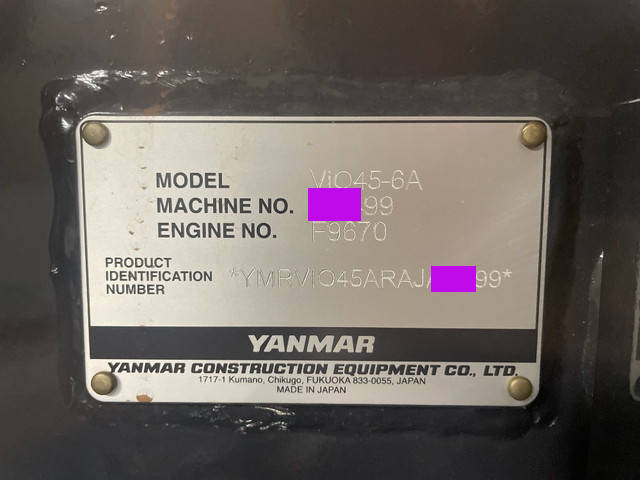 MODEL ViO45-6A
MACHINE NO. 99
ENGINE NO. F9670
PRODUCT
IDENTIFICATION
NUMBER
*YMRVIO45ARAJA 99*
YANMAR
YANMAR CONSTRUCTION EQUIPMENT CO., LTD.
1717-1 Kumano, Chikugo, FUKUOKA 833-0055, JAPAN
MADE IN JAPAN